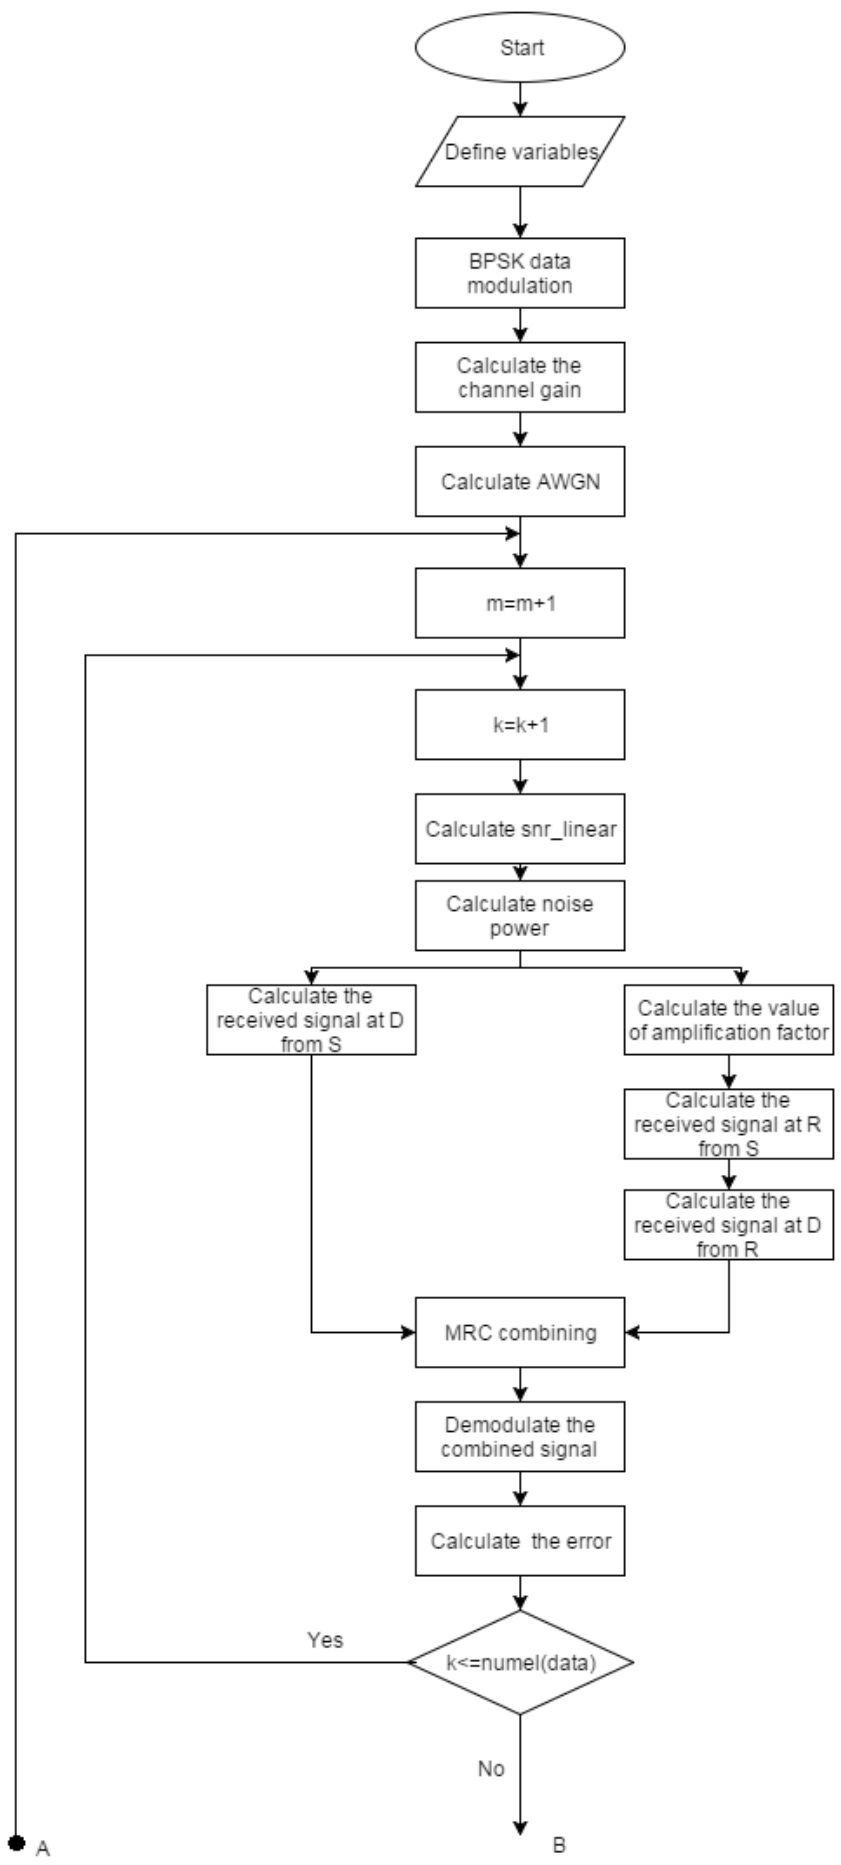 Start
Define variables
BPSK data
modulation
Calculate the
channel gain
Calculate AWGN
m=m+1
k=k+1
Calculate snr_linear
Calculate noise
power
Calculate the
received signal at D
from S
Calculate the value
of amplification factor
Calculate the
received signal at R
from S
Calculate the
received signal at D
from R
MRC combining
Demodulate the
combined signal
Calculate  the error
Yes
k<=numel(data)
No
A
B